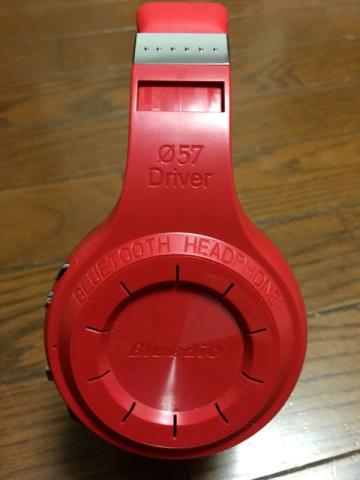 Ø57
Driver
BLUETOOTH HEADPHONE
Bluedio